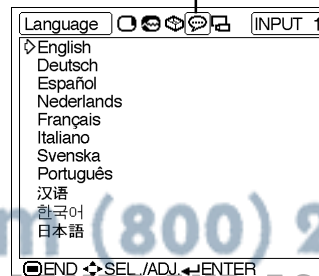 Language INPUT 1
English
Deutsch
Español
Nederlands
Français
Italiano
Svenska
Português
汉语
한국어
日本語
m (800) 2
END SEL./ADJ. ENTER